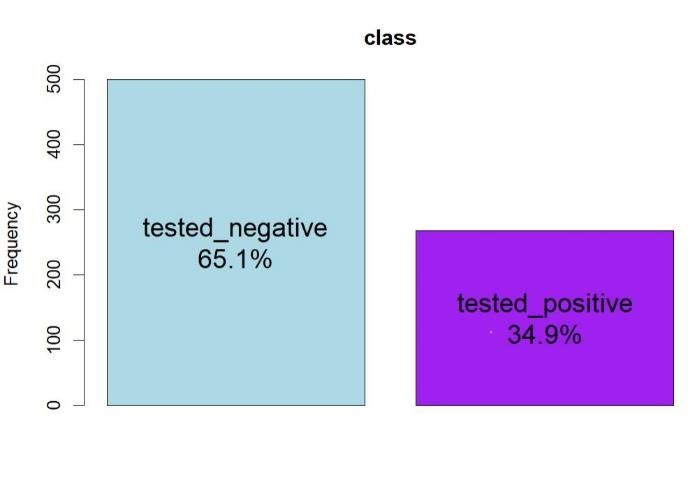 class
500
400
300
200
100
0
Frequency
tested_negative
65.1%
tested_positive
34.9%